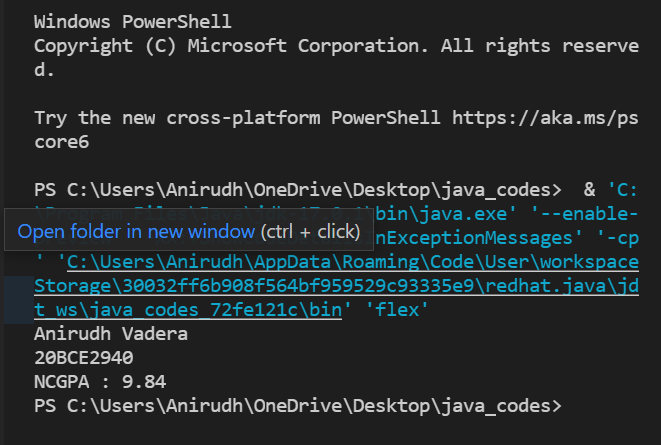 Windows PowerShell
Copyright (C) Microsoft Corporation. All rights reserve
d.
Try the new cross-platform PowerShell https://aka.ms/ps
core6
PS C:\Users\Anirudh\OneDrive\Desktop\java_codes>  & 'C:
bin\java.exe' '--enable-
Open folder in new window (ctrl + click)
inExceptionMessages' '-cp
' 'C:\Users\Anirudh\AppData\Roaming\Code\User\workspace
Storage\30032ff6b908f564bf959529c93335e9\redhat.java\jd
t_ws\java_codes_72fe121c\bin' 'flex'
Anirudh Vadera
20BCE2940
NCGPA : 9.84
PS C:\Users\Anirudh\OneDrive\Desktop\java_codes>